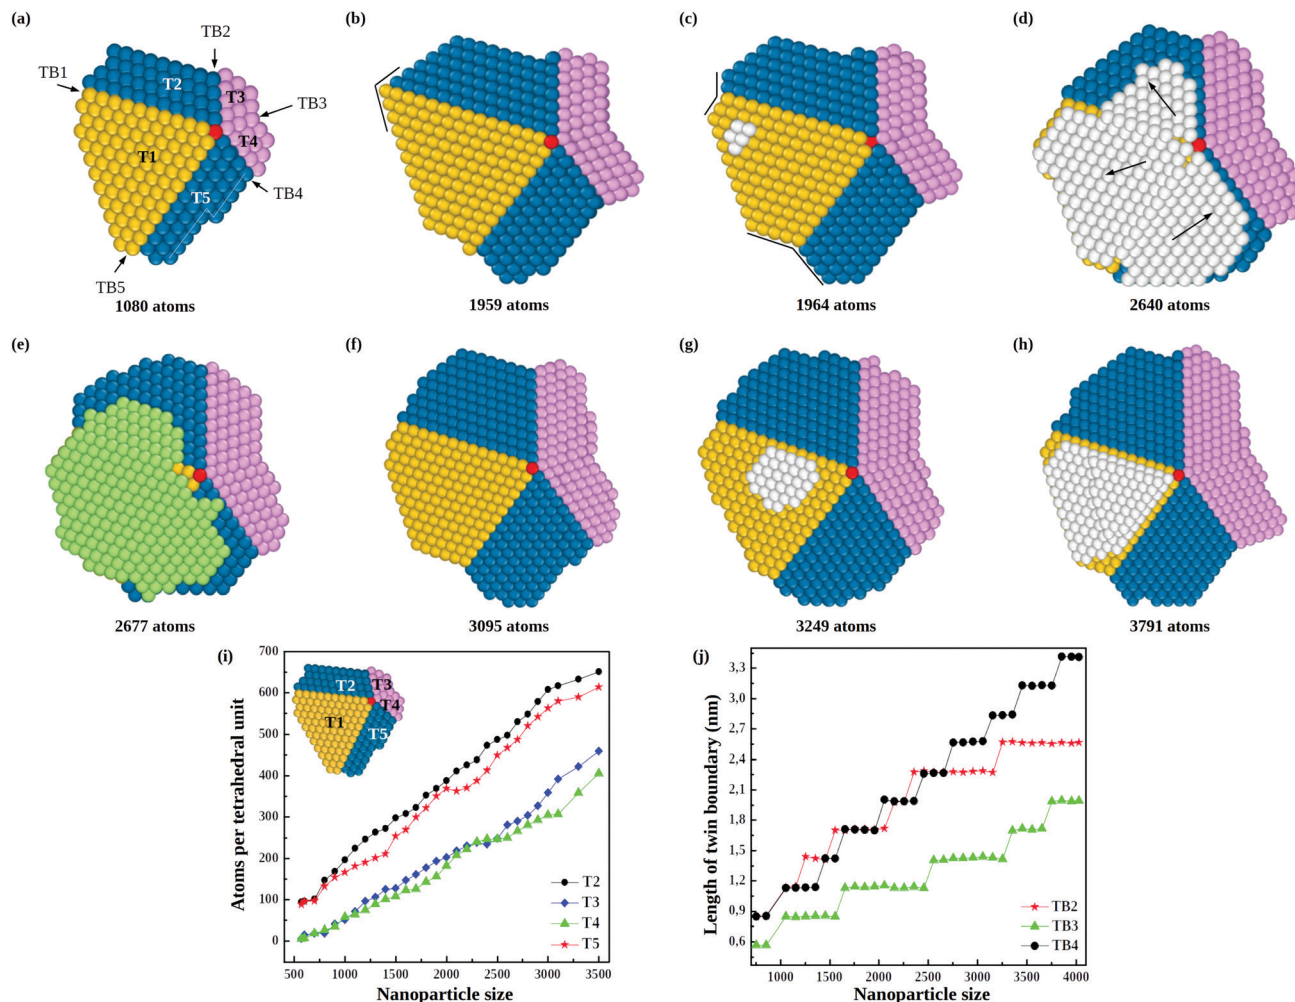 (a)
(b)
(c)
(d)
TB2
TB1
T2
T3
TB3
T4
T1
T5
TB4
TB5
1080 atoms
1959 atoms
1964 atoms
2640 atoms
(e)
(f)
(g)
(h)
2677 atoms
3095 atoms
3249 atoms
3791 atoms
(i)
700
600
500
400
300
200
100
0
Atoms per tetrahedral unit
T2
T3
T4
T1
T5
T2
T3
T4
T5
500 1000 1500 2000 2500 3000 3500
Nanoparticle size
(j)
3,3
3,0
2,7
2,4
2,1
1,8
1,5
1,2
0,9
0,6
Length of twin boundary (nm)
TB2
TB3
TB4
1000 1500 2000 2500 3000 3500 4000
Nanoparticle size